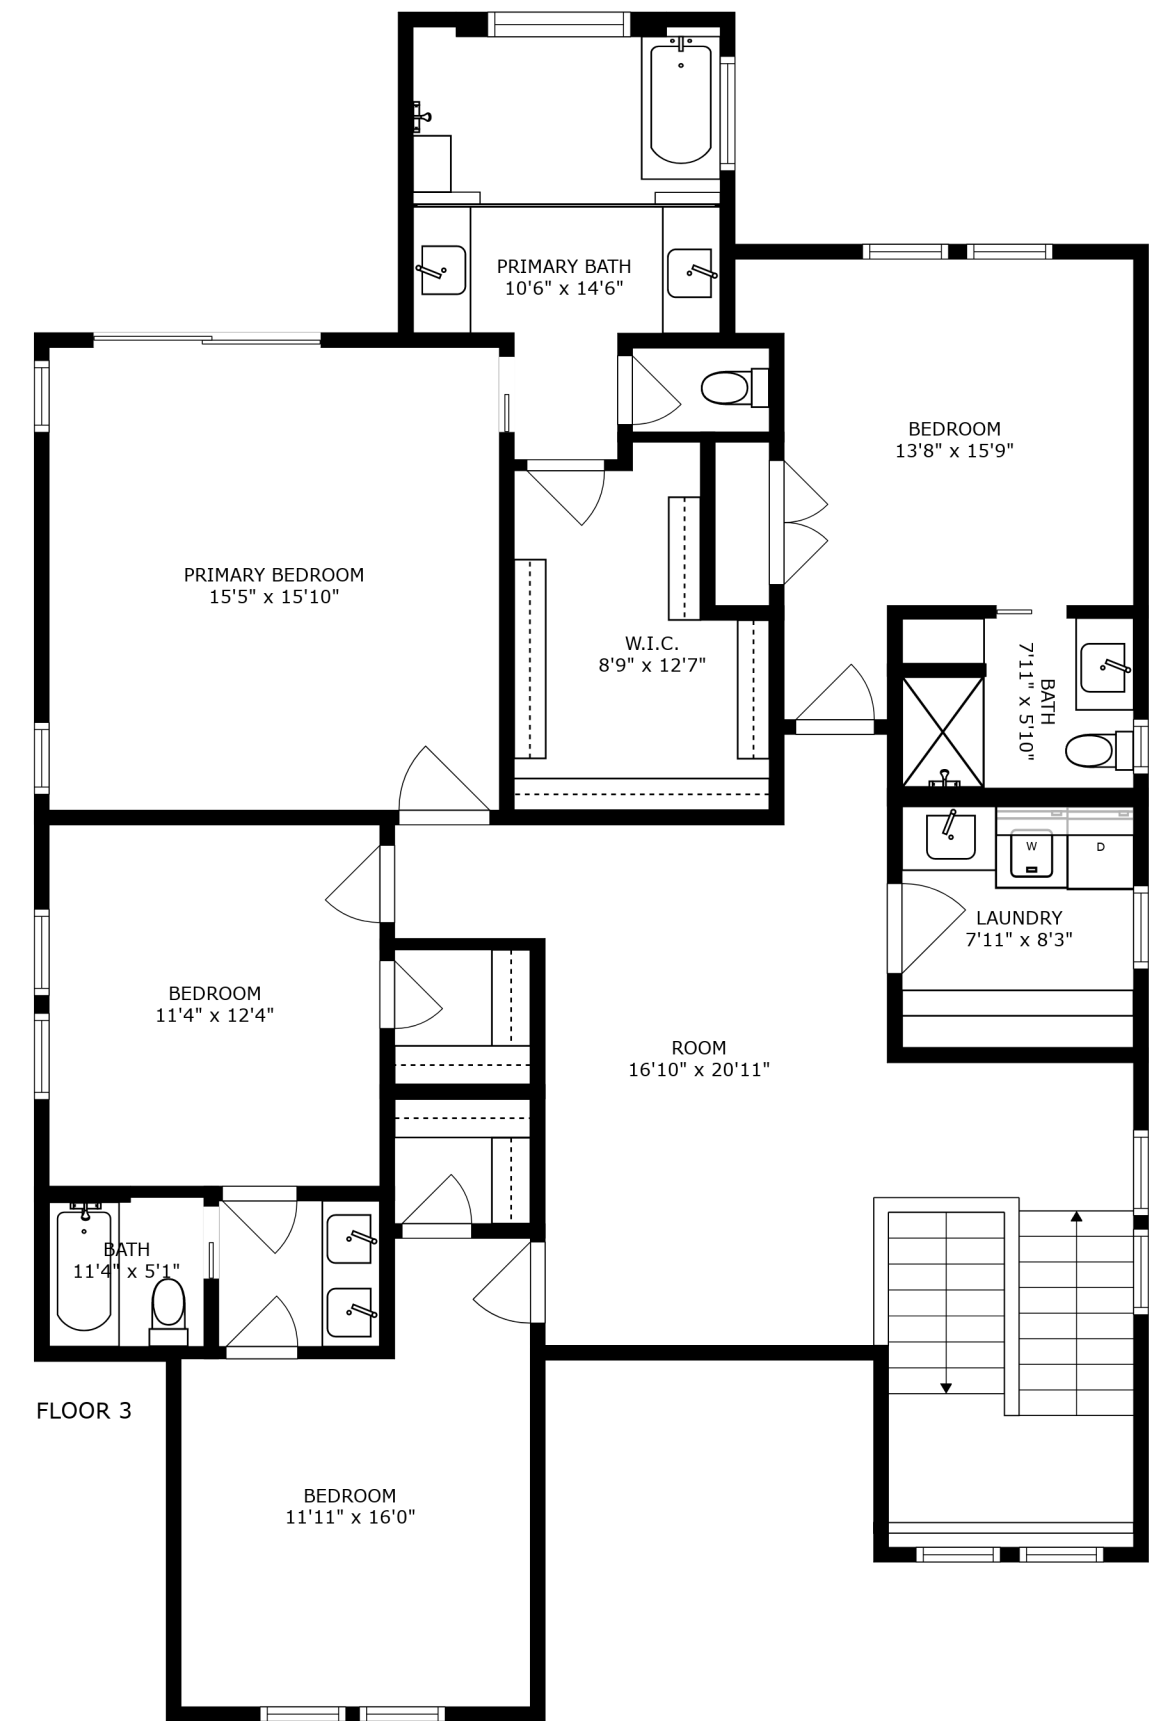 PRIMARY BATH
10'6" x 14'6"
BEDROOM
13'8" x 15'9"
PRIMARY BEDROOM
15'5" x 15'10"
W.I.C.
8'9" x 12'7"
BATH
7'11" x 5'10"
W
D
LAUNDRY
7'11" x 8'3"
BEDROOM
11'4" x 12'4"
ROOM
16'10" x 20'11"
BATH
11'4" x 5'1"
FLOOR 3
BEDROOM
11'11" x 16'0"